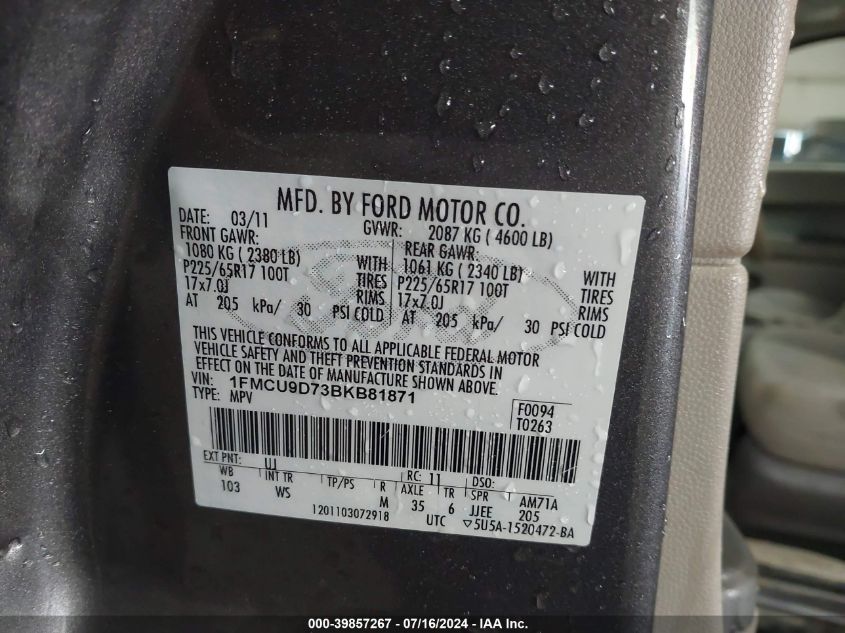 MFD. BY FORD MOTOR CO.
DATE: 03/11 GVWR: 2087 KG ( 4600 LB)
FRONT GAWR: REAR GAWR:
1080 KG ( 2380 LB) WITH 1061 KG ( 2340 LB) WITH
P225/65R17 100T TIRES P225/65R17 100T TIRES
17x7.0J RIMS 17x7.0J RIMS
AT 205 kPa/ 30 PSI COLD AT 205 kPa/ 30 PSI COLD
THIS VEHICLE CONFORMS TO ALL APPLICABLE FEDERAL MOTOR
VEHICLE SAFETY AND THEFT PREVENTION STANDARDS IN
EFFECT ON THE DATE OF MANUFACTURE SHOWN ABOVE.
VIN: 1FMCU9D73BKB81871 F0094
TYPE: MPV T0263
EXT PNT: UJ RC: 11 DSO:
WB INT TR TP/PS R AXLE TR SPR AM71A
103 WS M 35 6 JJEE 205
1201103072918 UTC ▽5U5A-1520472-BA
000-39857267 / 07/16/2024 / IAA Inc.